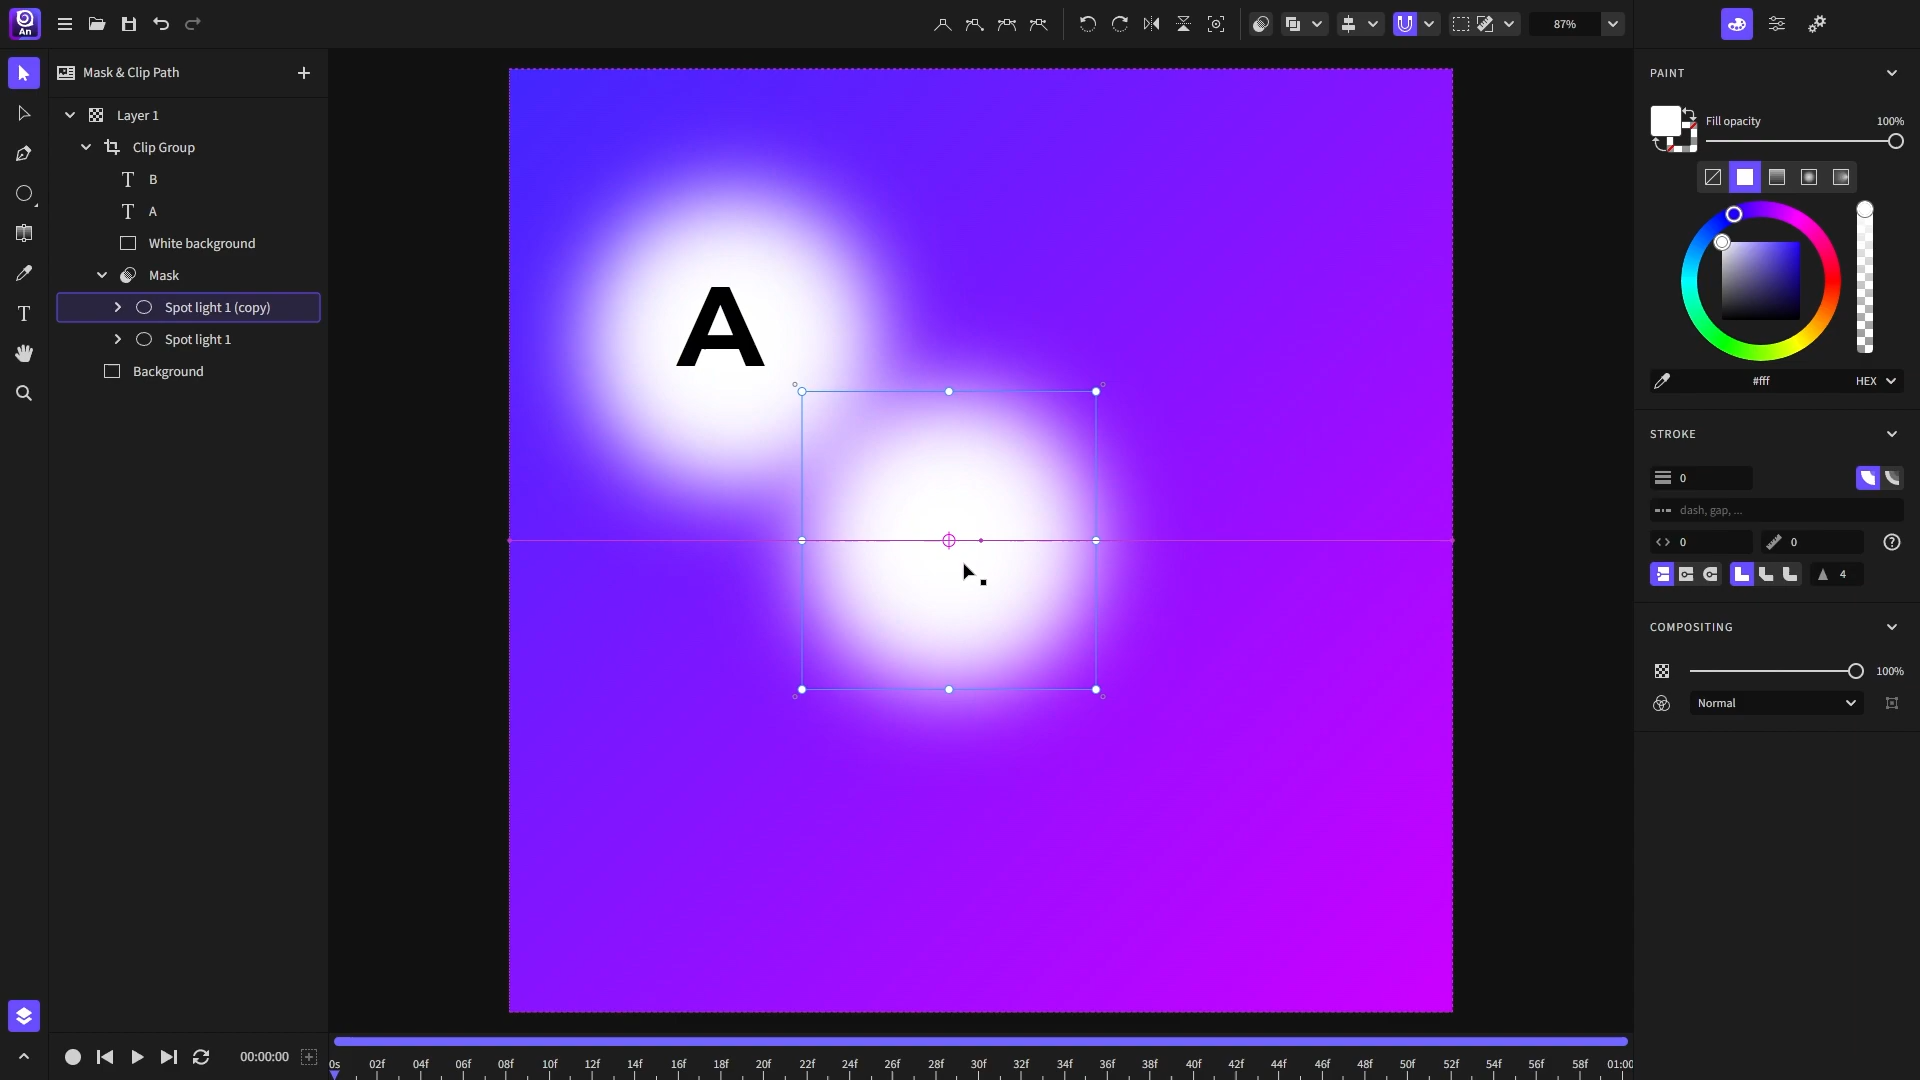 An
87%
Mask & Clip Path
Layer 1
Clip Group
B
A
White background
Mask
Spot light 1 (copy)
Spot light 1
Background
A
PAINT
Fill opacity
100%
#fff
HEX
STROKE
0
dash, gap, ...
0
0
4
COMPOSITING
100%
Normal
00:00:00
0s 02f 04f 06f 08f 10f 12f 14f 16f 18f 20f 22f 24f 26f 28f 30f 32f 34f 36f 38f 40f 42f 44f 46f 48f 50f 52f 54f 56f 58f 01:00